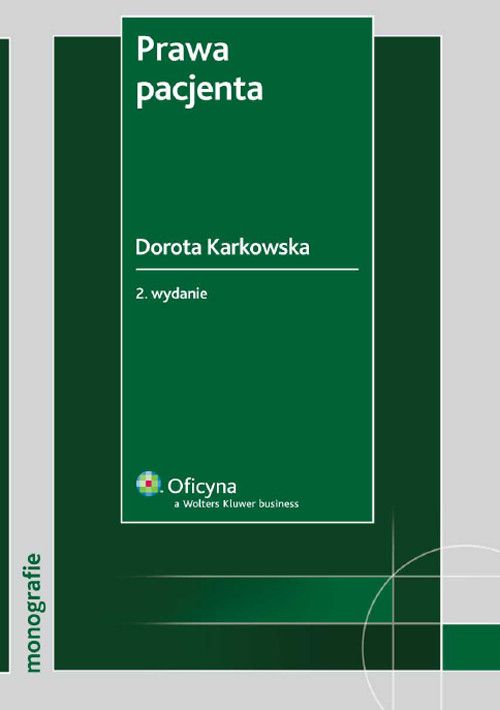 Prawa
pacjenta
Dorota Karkowska
2. wydanie
Oficyna
a Wolters Kluwer business
monografie